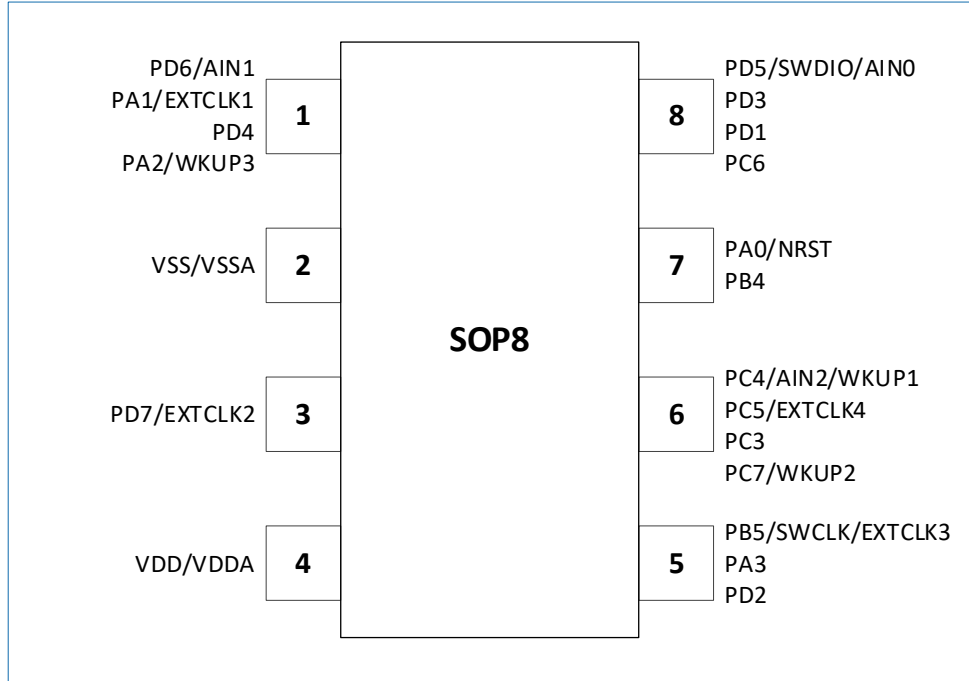 PD6/AIN1
PA1/EXTCLK1
PD4
PA2/WKUP3
1
8
PD5/SWDIO/AIN0
PD3
PD1
PC6
VSS/VSSA
2
7
PA0/NRST
PB4
SOP8
PD7/EXTCLK2
3
6
PC4/AIN2/WKUP1
PC5/EXTCLK4
PC3
PC7/WKUP2
VDD/VDDA
4
5
PB5/SWCLK/EXTCLK3
PA3
PD2